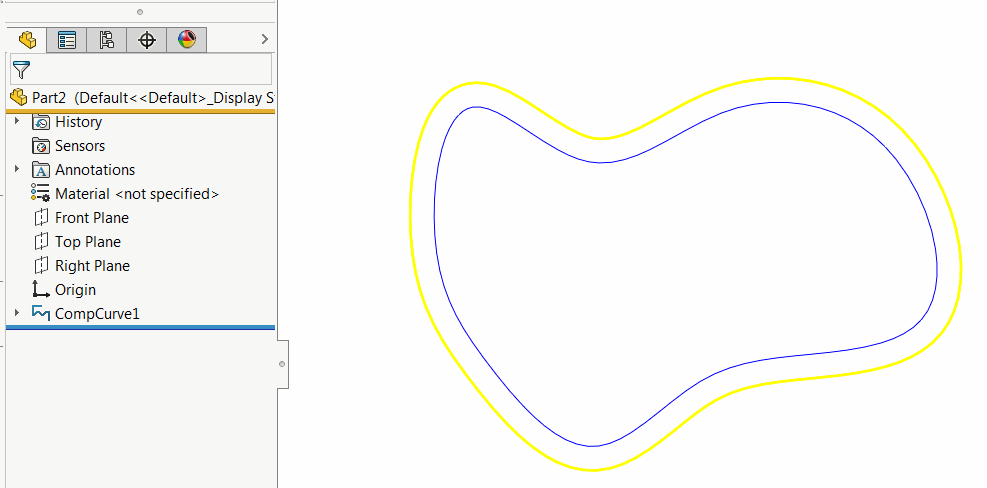 Part2 (Default<<Default>_Display S
History
Sensors
Annotations
Material <not specified>
Front Plane
Top Plane
Right Plane
Origin
CompCurve1